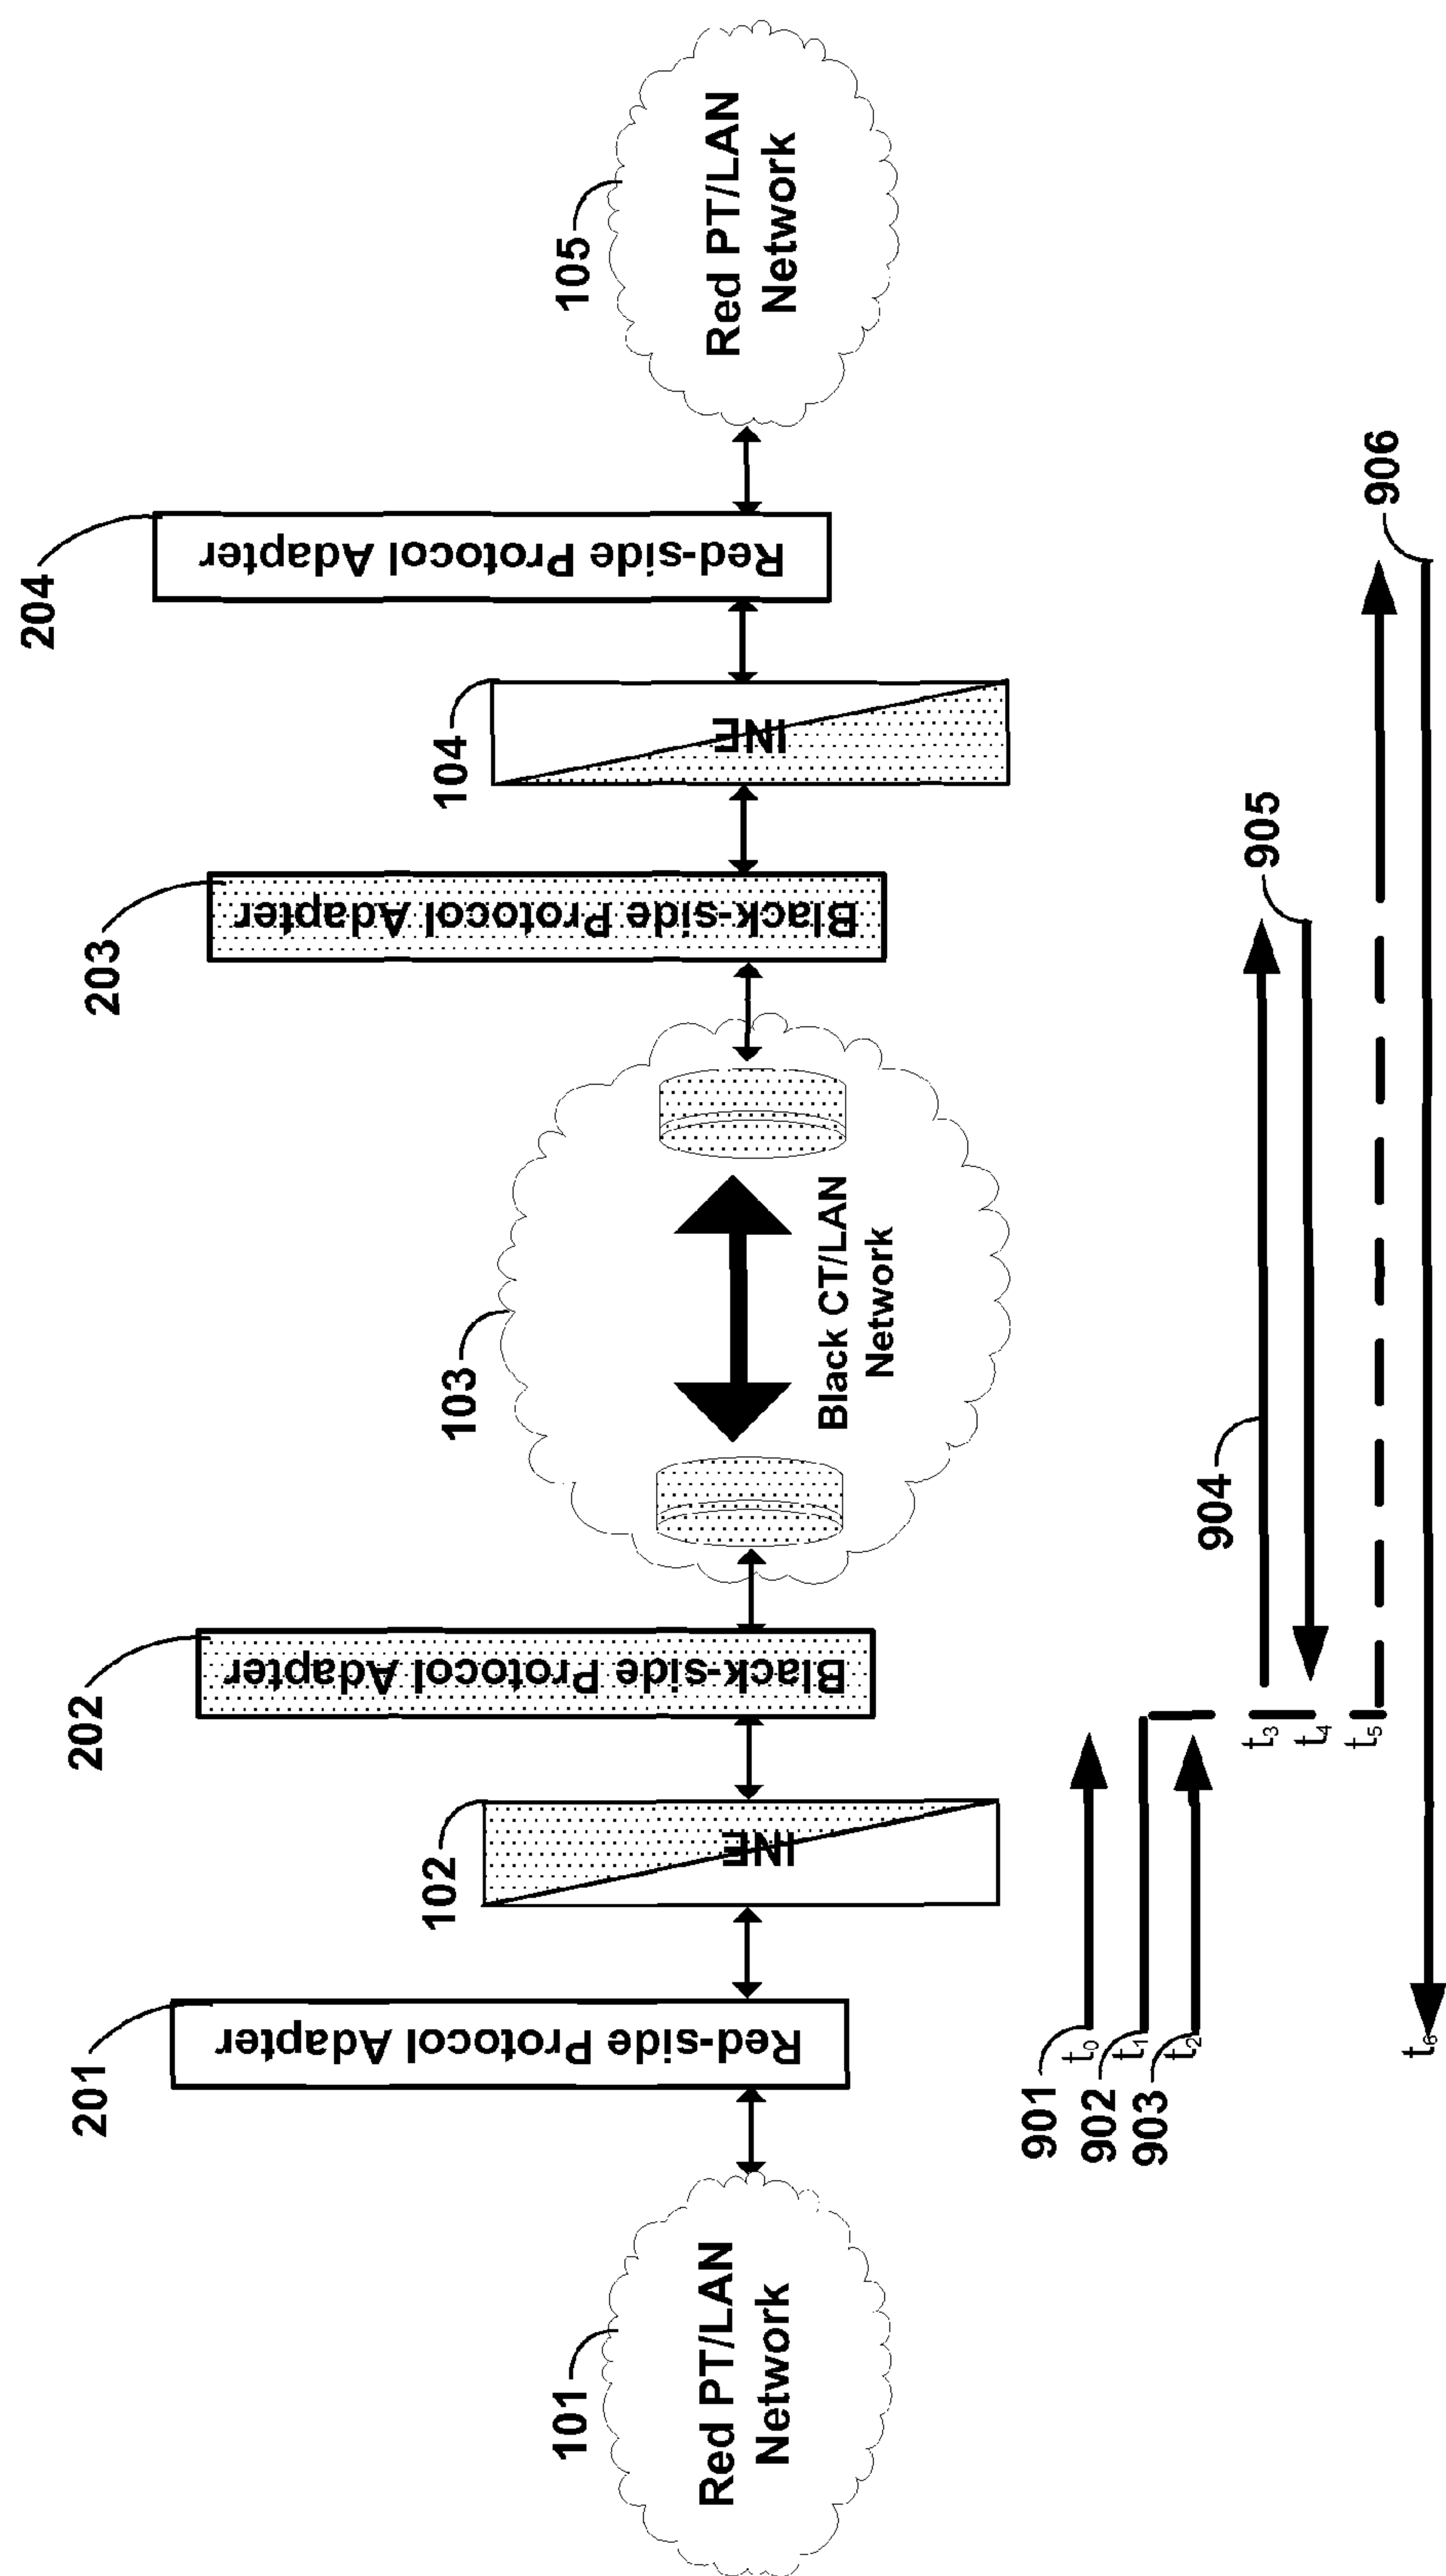 101
Red PT/LAN
Network
201
Red-side Protocol Adapter
102
INE
202
Black-side Protocol Adapter
103
Black CT/LAN
Network
203
Black-side Protocol Adapter
104
INE
204
Red-side Protocol Adapter
105
Red PT/LAN
Network
901
t₀
902
t₁
903
t₂
t₃
904
t₄
905
t₅
t₆
906